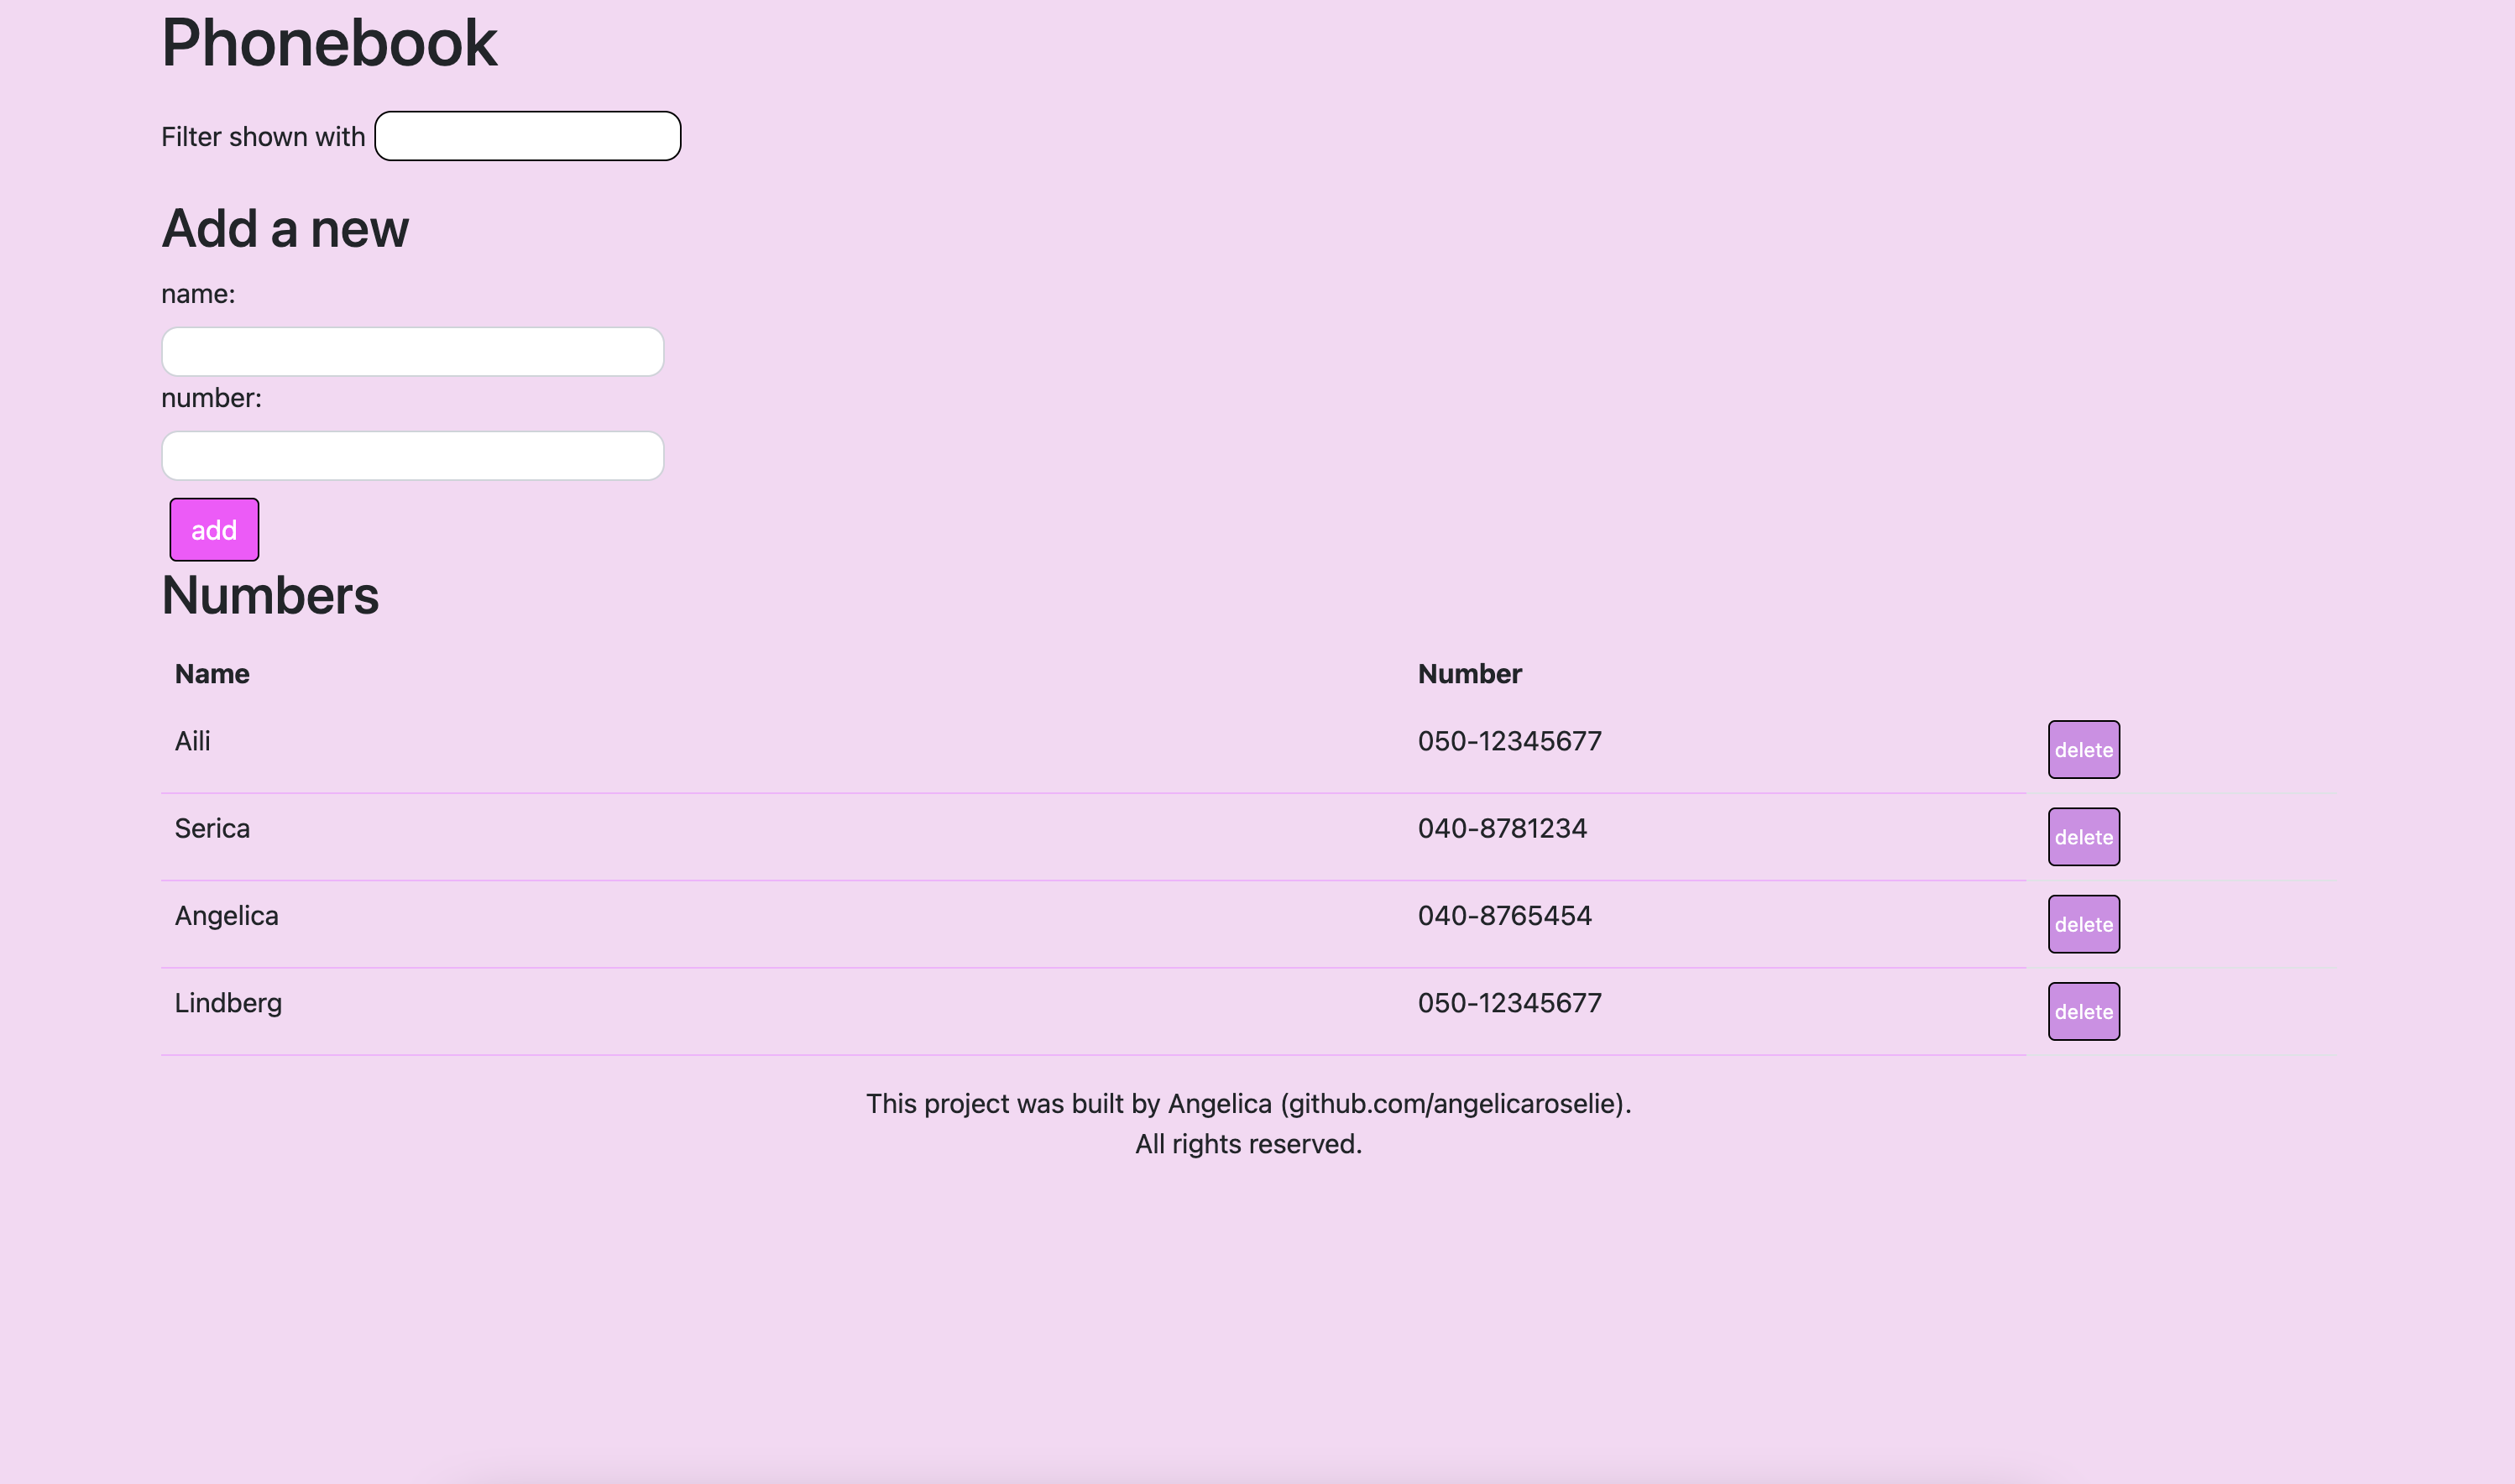 Phonebook
Filter shown with
Add a new
name:
number:
add
Numbers
Name Number
Aili 050-12345677 delete
Serica 040-8781234 delete
Angelica 040-8765454 delete
Lindberg 050-12345677 delete
This project was built by Angelica (github.com/angelicaroselie).
All rights reserved.